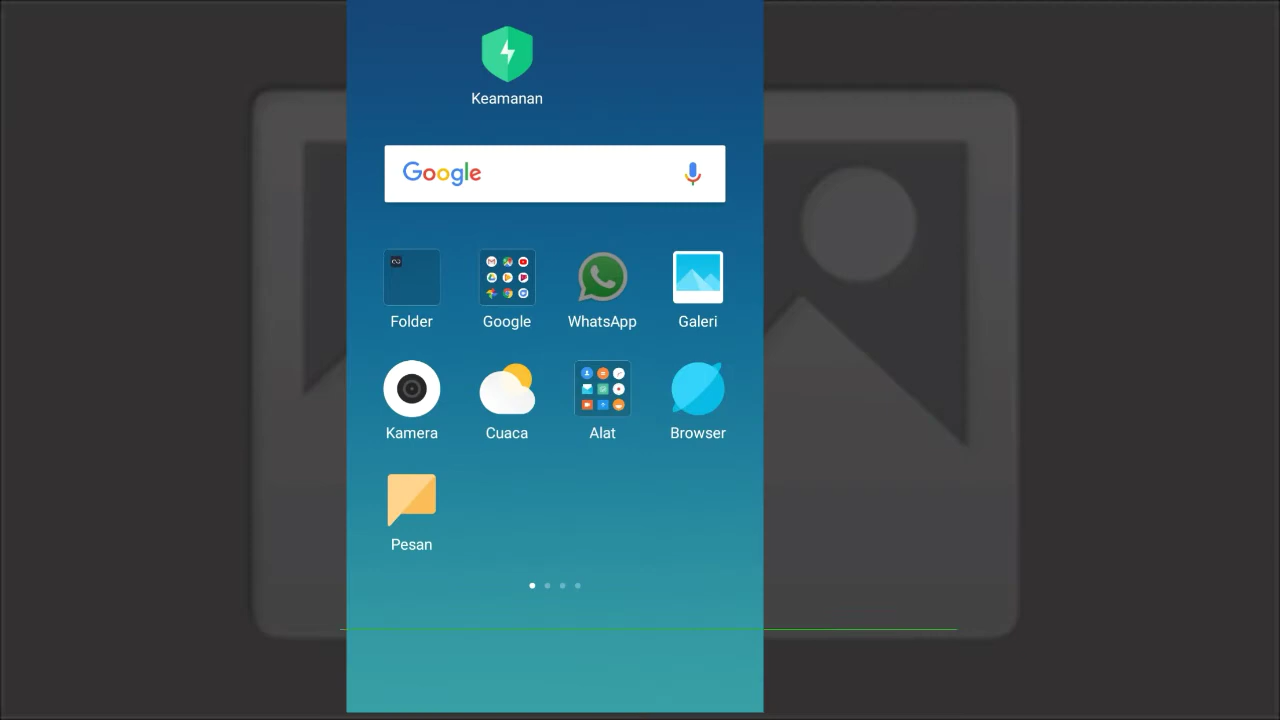 Keamanan
Google
Folder Google WhatsApp Galeri
Kamera Cuaca Alat Browser
Pesan